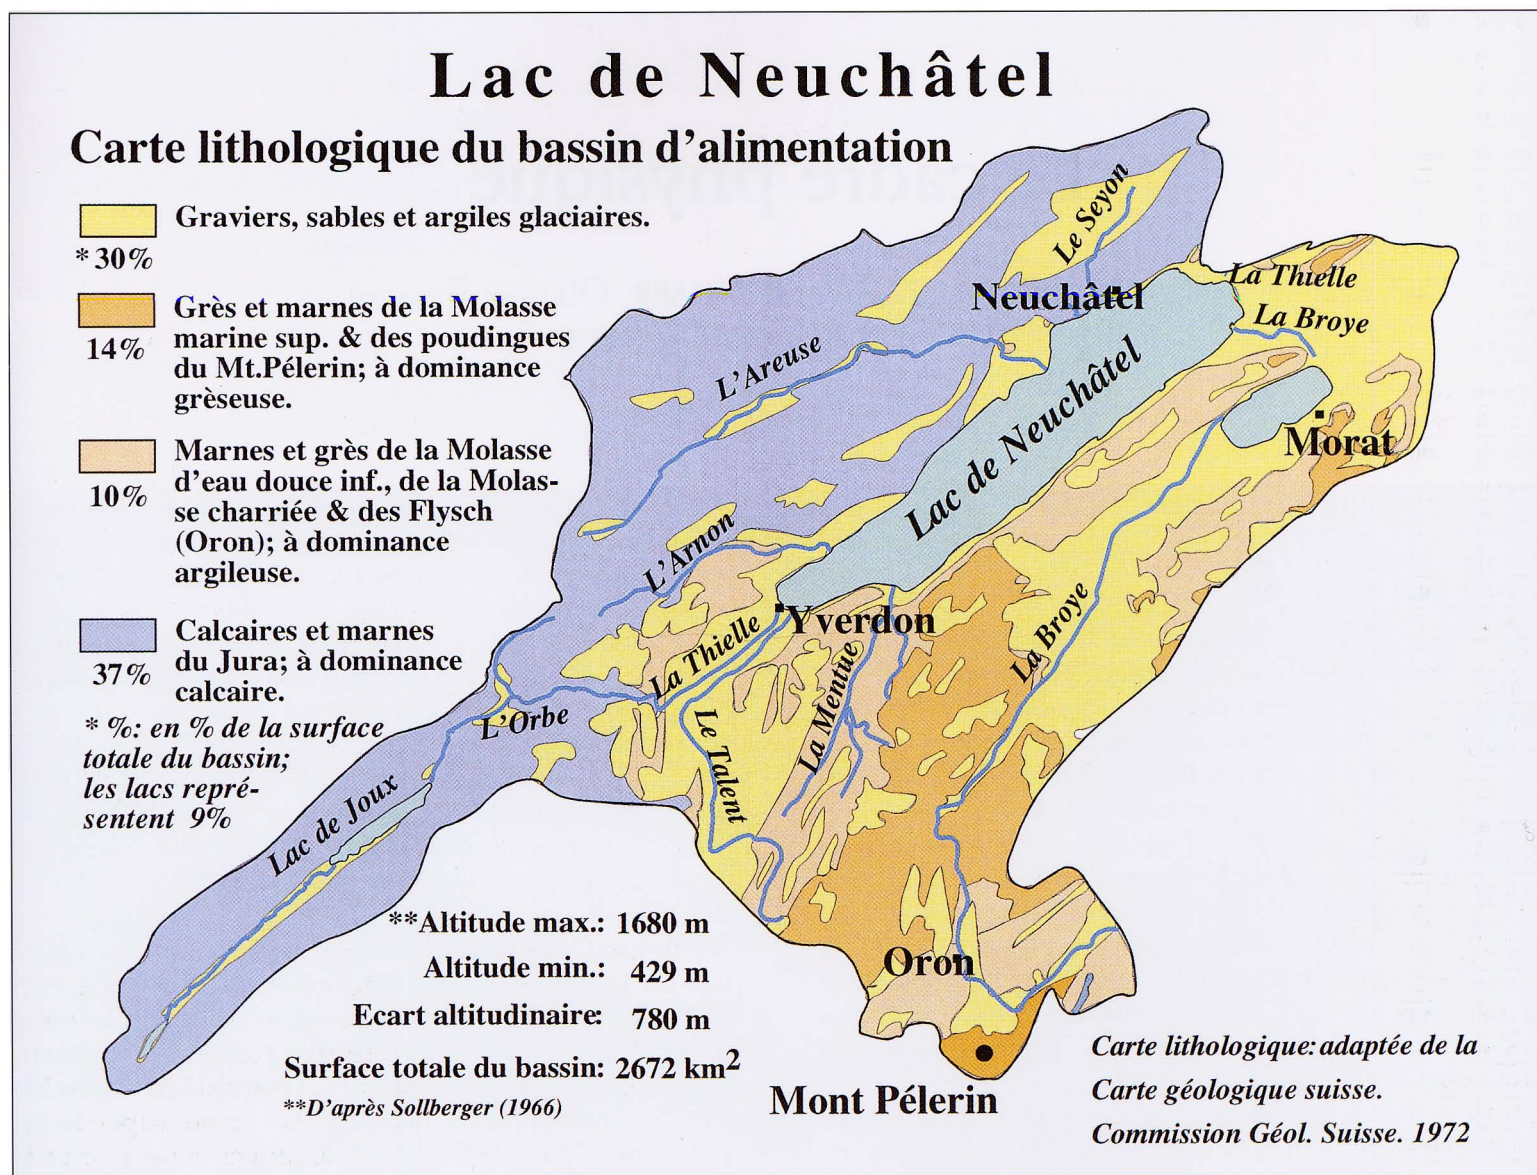 Lac de Neuchâtel
Carte lithologique du bassin d'alimentation
Graviers, sables et argiles glaciaires.
* 30%
Grès et marnes de la Molasse
marine sup. & des poudingues
du Mt.Pélerin; à dominance
grèseuse.
14%
Marnes et grès de la Molasse
d'eau douce inf., de la Molas-
se charriée & des Flysch
(Oron); à dominance
argileuse.
10%
Calcaires et marnes
du Jura; à dominance
calcaire.
37%
* %: en % de la surface
totale du bassin;
les lacs repré-
sentent 9%
Le Seyon
Neuchâtel
La Thielle
La Broye
L'Areuse
Lac de Neuchâtel
Morat
L'Arnon
Yverdon
La Thielle
La Broye
La Mentue
L'Orbe
Le Talent
Lac de Joux
Oron
Mont Pélerin
**Altitude max.: 1680 m
Altitude min.: 429 m
Ecart altitudinaire: 780 m
Surface totale du bassin: 2672 km2
**D'après Sollberger (1966)
Carte lithologique: adaptée de la
Carte géologique suisse.
Commission Géol. Suisse. 1972